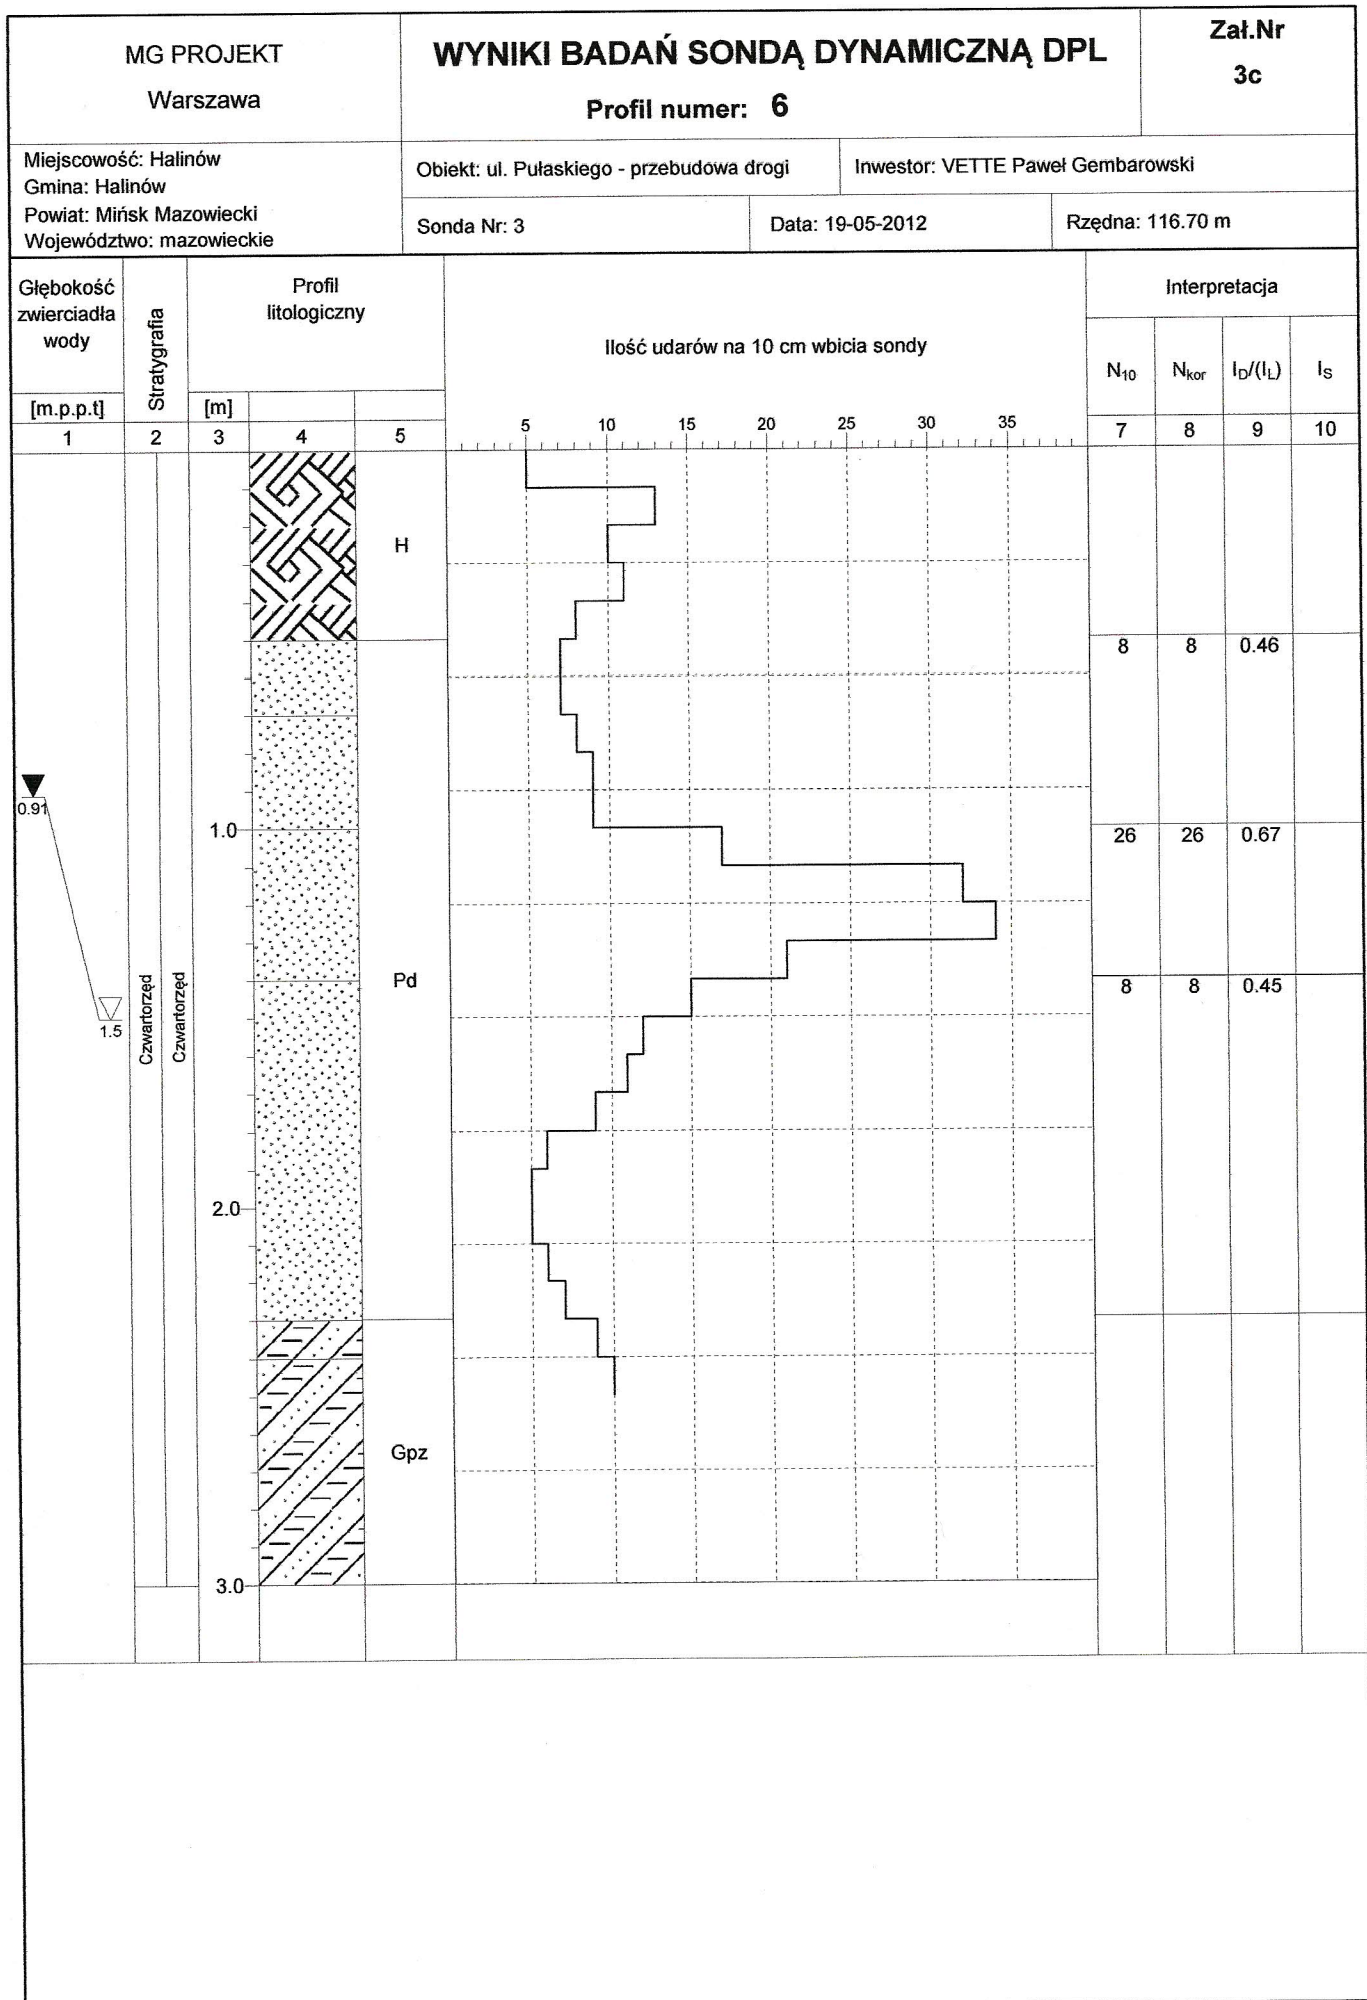 MG PROJEKT
Warszawa
WYNIKI BADAŃ SONDĄ DYNAMICZNĄ DPL
Profil numer: 6
Zał.Nr
3c
Miejscowość: Halinów
Gmina: Halinów
Powiat: Mińsk Mazowiecki
Województwo: mazowieckie
Obiekt: ul. Pułaskiego - przebudowa drogi
Inwestor: VETTE Paweł Gembarowski
Sonda Nr: 3
Data: 19-05-2012
Rzędna: 116.70 m
Głębokość
zwierciadła
wody
[m.p.p.t]
Stratygrafia
Profil
litologiczny
[m]
Ilość udarów na 10 cm wbicia sondy
Interpretacja
N10 Nkor ID/(IL) IS
5 10 15 20 25 30 35
1 2 3 4 5 7 8 9 10
H
8 8 0.46
0.91
1.0
26 26 0.67
Pd
8 8 0.45
1.5
Czwartorzęd
Czwartorzęd
2.0
Gpz
3.0